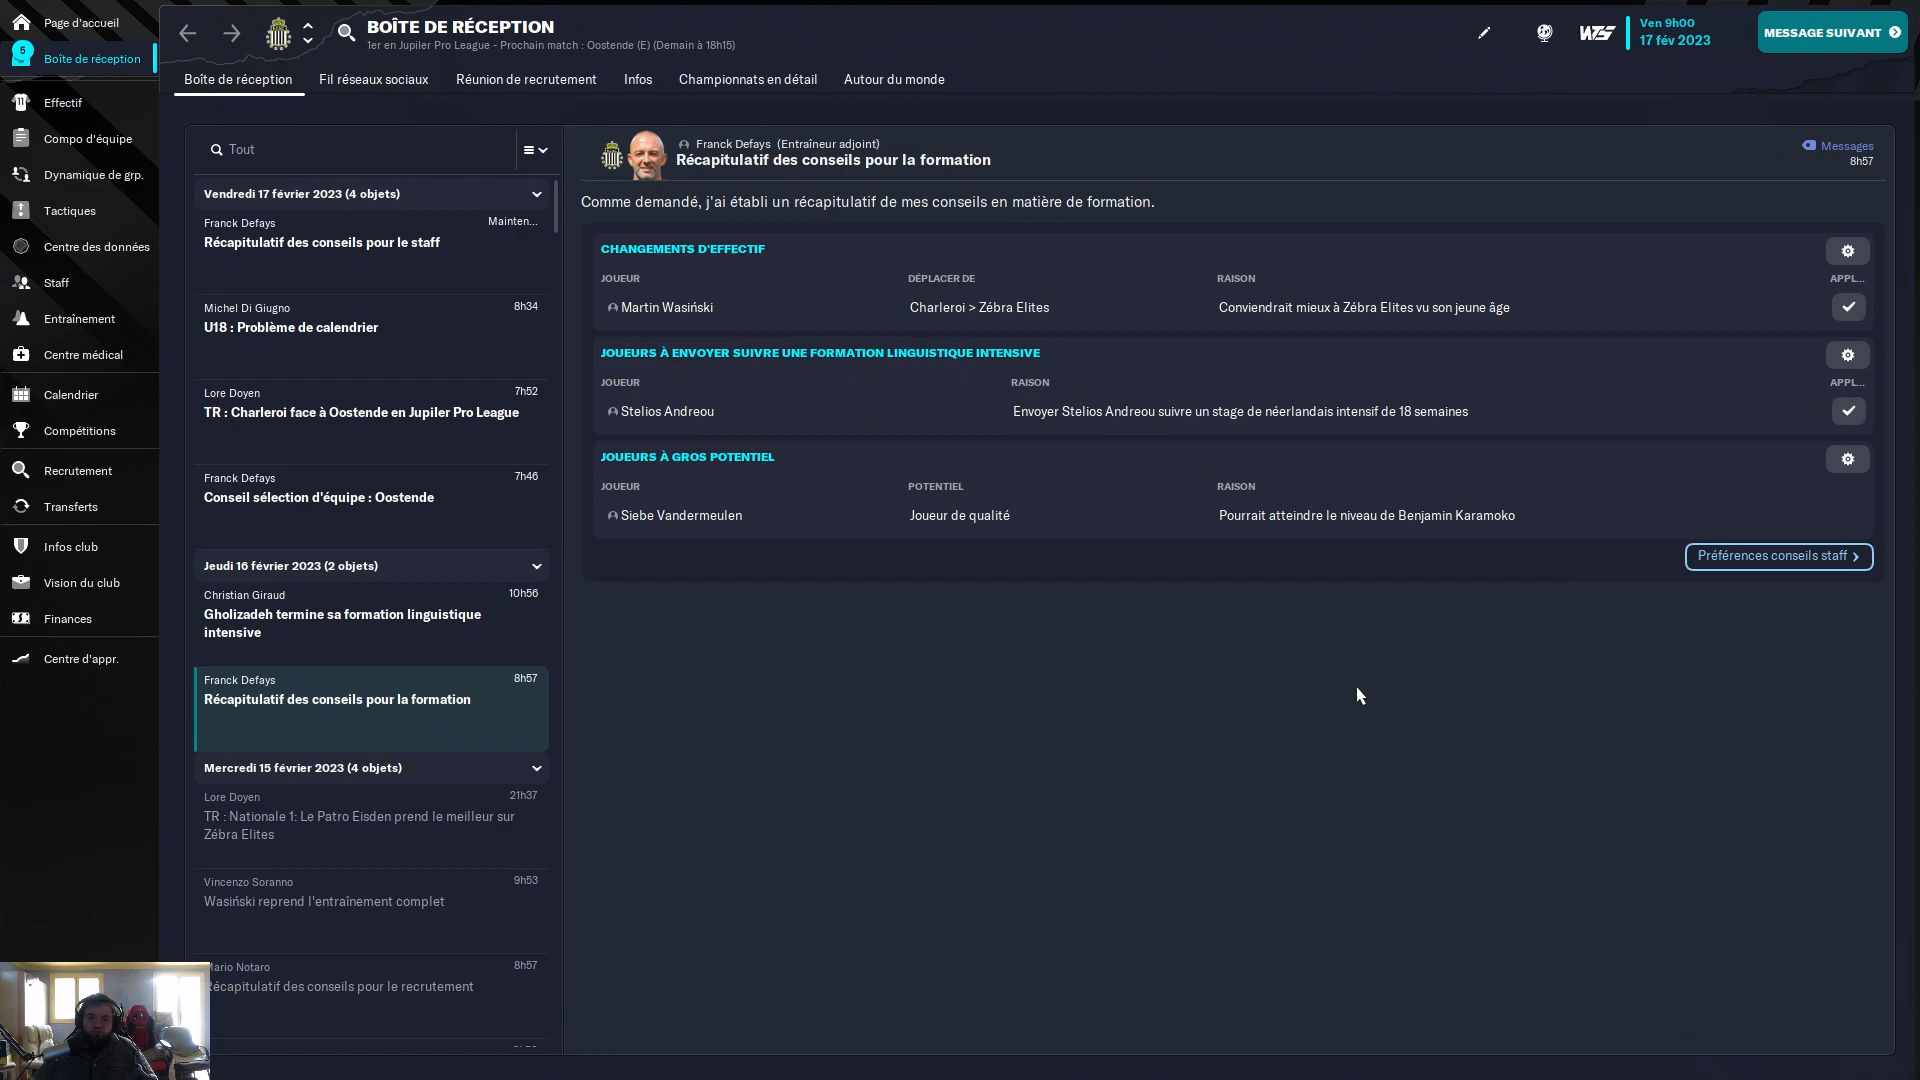 Page d'accueil
5
Boîte de réception
Effectif
Compo d'équipe
Dynamique de grp.
Tactiques
Centre des données
Staff
Entraînement
Centre médical
Calendrier
Compétitions
Recrutement
Transferts
Infos club
Vision du club
Finances
Centre d'appr.
BOÎTE DE RÉCEPTION
1er en Jupiler Pro League - Prochain match : Oostende (E) (Demain à 18h15)
Ven 9h00
17 fév 2023
MESSAGE SUIVANT
Boîte de réception
Fil réseaux sociaux
Réunion de recrutement
Infos
Championnats en détail
Autour du monde
Tout
Vendredi 17 février 2023 (4 objets)
Franck Defays Mainten...
Récapitulatif des conseils pour le staff
Michel Di Giugno 8h34
U18 : Problème de calendrier
Lore Doyen 7h52
TR : Charleroi face à Oostende en Jupiler Pro League
Franck Defays 7h46
Conseil sélection d'équipe : Oostende
Jeudi 16 février 2023 (2 objets)
Christian Giraud 10h56
Gholizadeh termine sa formation linguistique
intensive
Franck Defays 8h57
Récapitulatif des conseils pour la formation
Mercredi 15 février 2023 (4 objets)
Lore Doyen 21h37
TR : Nationale 1: Le Patro Eisden prend le meilleur sur
Zébra Elites
Vincenzo Soranno 9h53
Wasiński reprend l'entraînement complet
Mario Notaro 8h57
Récapitulatif des conseils pour le recrutement
Franck Defays (Entraîneur adjoint)
Récapitulatif des conseils pour la formation
Messages
8h57
Comme demandé, j'ai établi un récapitulatif de mes conseils en matière de formation.
CHANGEMENTS D'EFFECTIF
JOUEUR DÉPLACER DE RAISON APPL...
Martin Wasiński Charleroi > Zébra Elites Conviendrait mieux à Zébra Elites vu son jeune âge
JOUEURS À ENVOYER SUIVRE UNE FORMATION LINGUISTIQUE INTENSIVE
JOUEUR RAISON APPL...
Stelios Andreou Envoyer Stelios Andreou suivre un stage de néerlandais intensif de 18 semaines
JOUEURS À GROS POTENTIEL
JOUEUR POTENTIEL RAISON
Siebe Vandermeulen Joueur de qualité Pourrait atteindre le niveau de Benjamin Karamoko
Préférences conseils staff